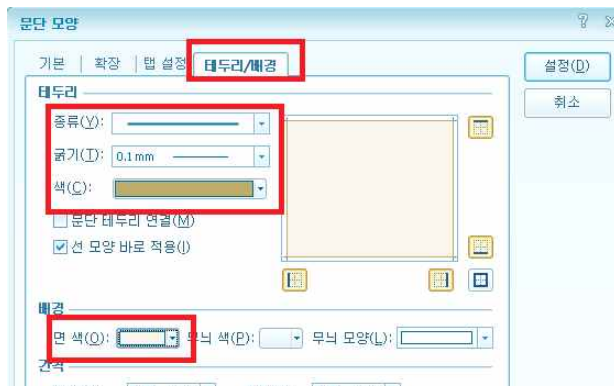 문단 모양
기본 확장 탭 설정 테두리/배경
설정(D)
취소
테두리
종류(Y):
굵기(T): 0.1mm
색(C):
문단 테두리 연결(M)
선 모양 바로 적용(I)
배경
면 색(O): 무늬 색(P): 무늬 모양(L):
간격